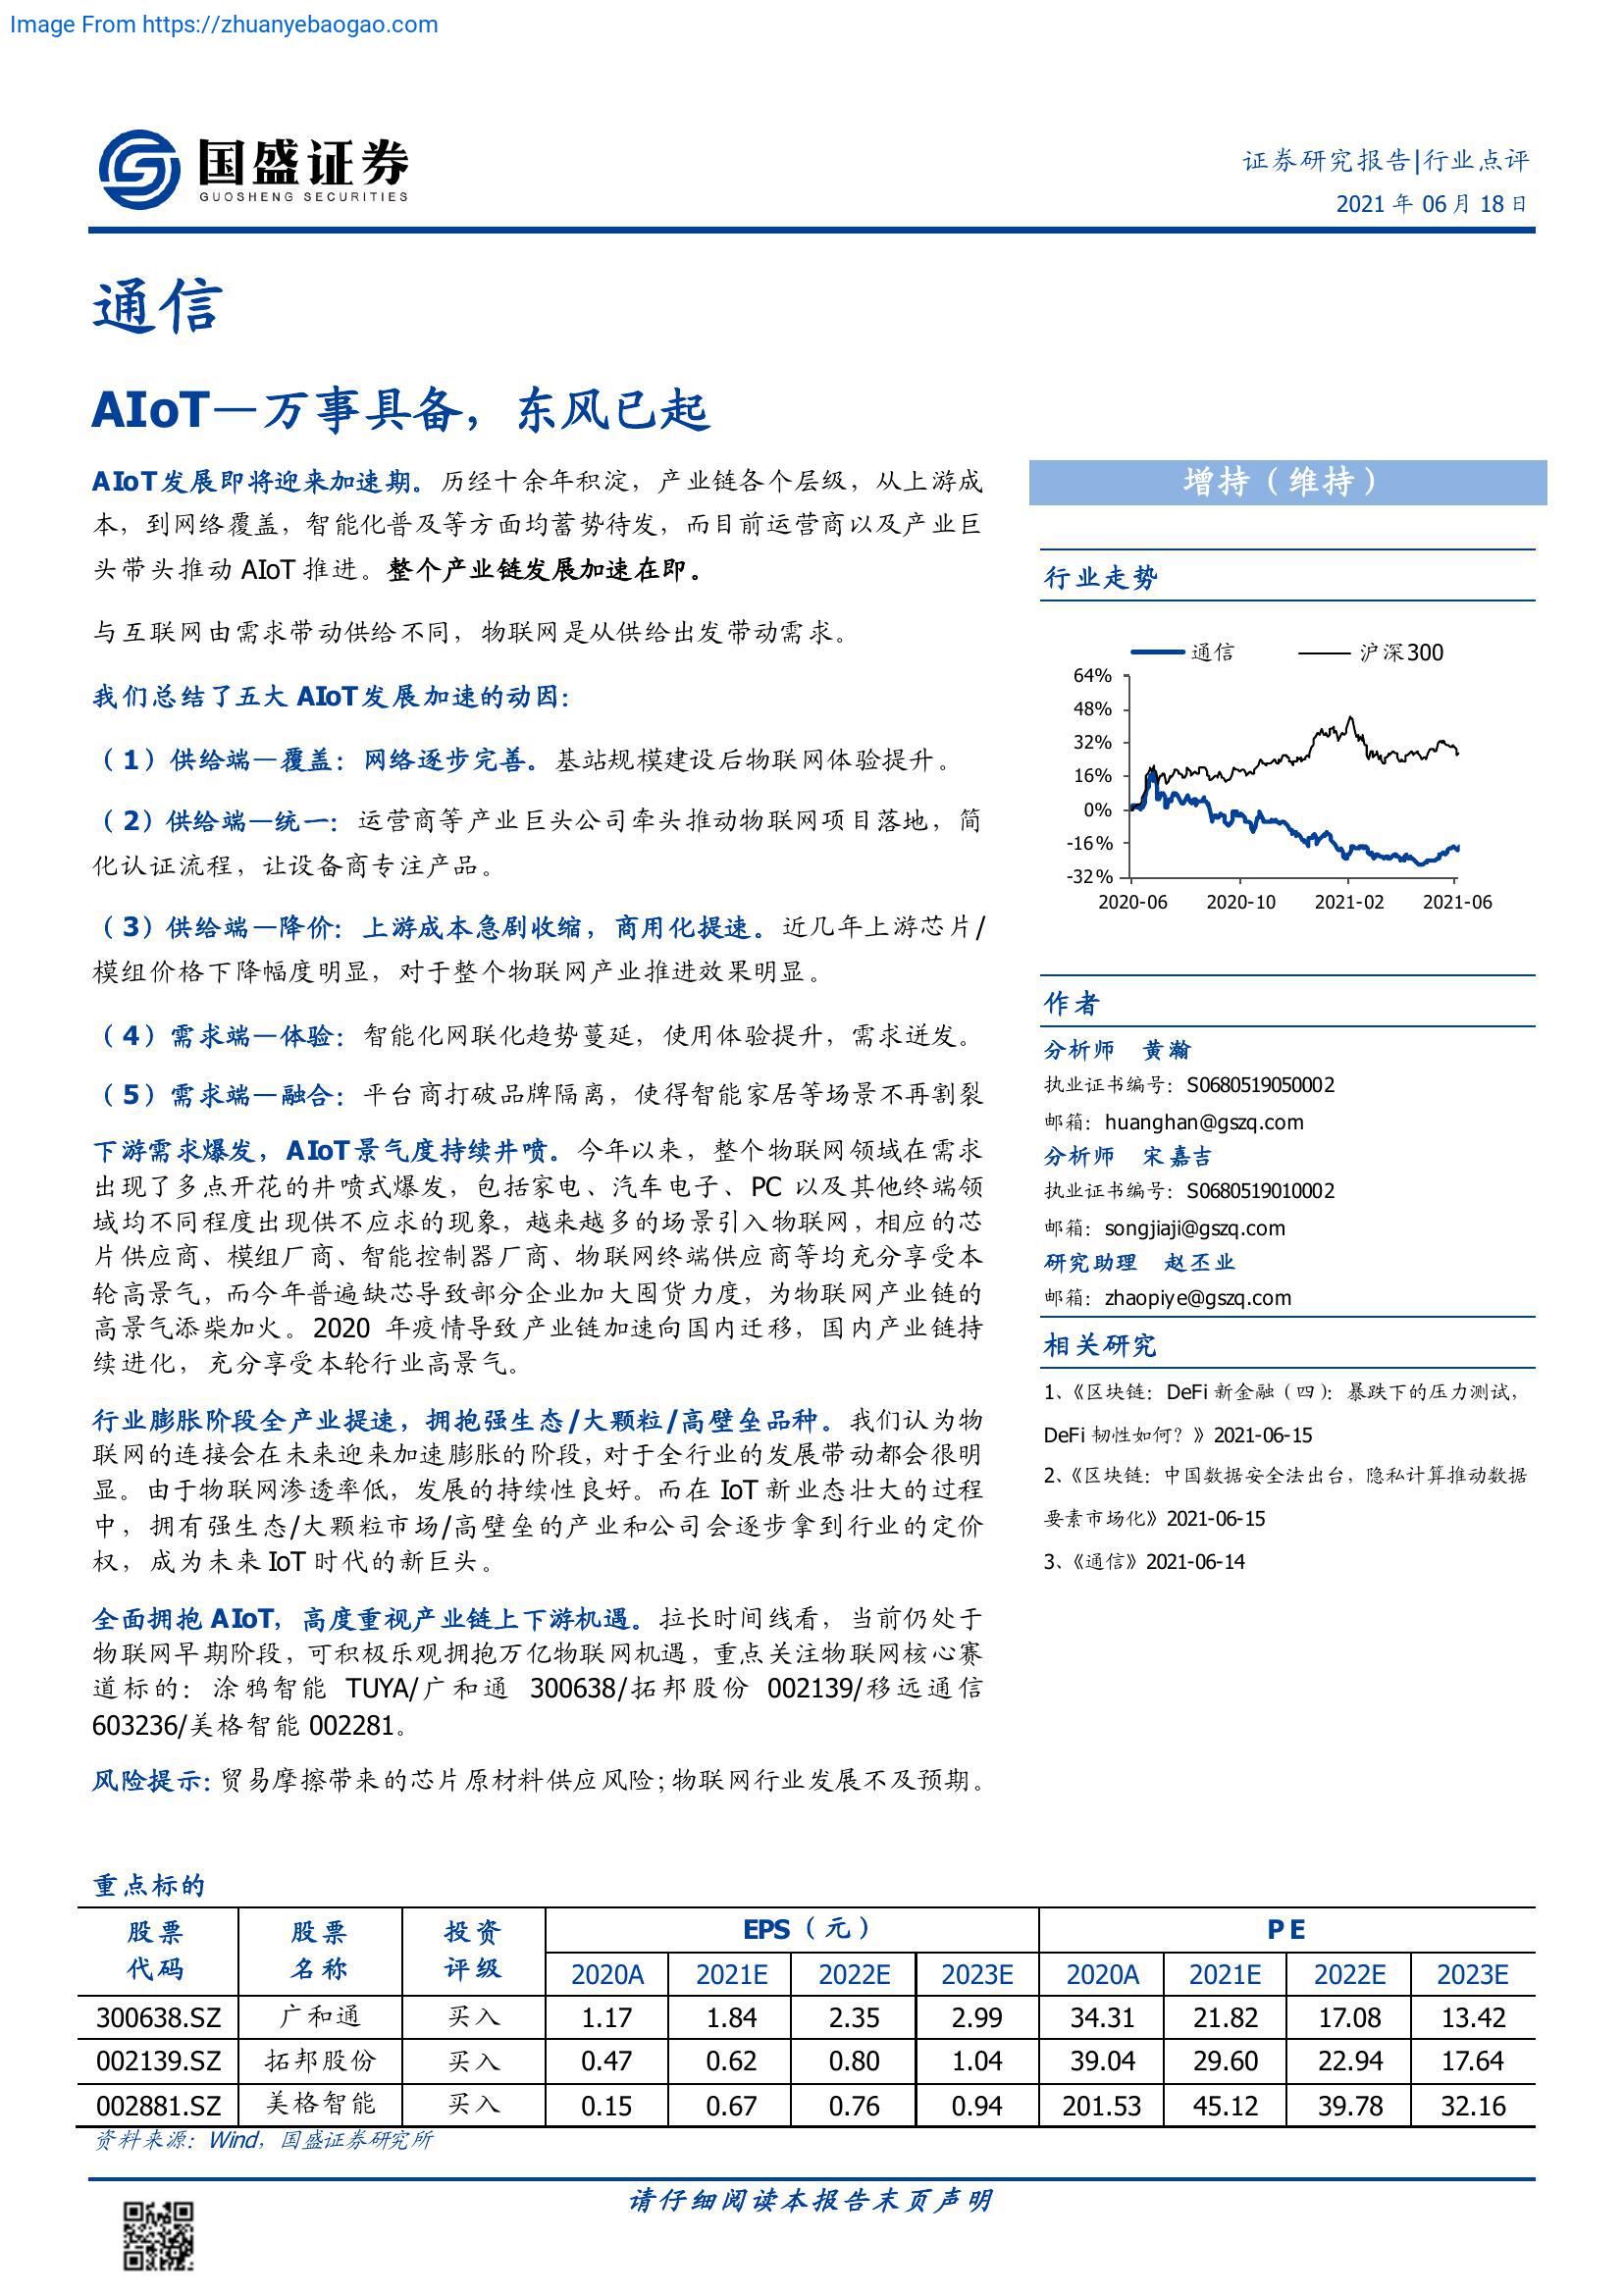 Image From https://zhuanyebaogao.com
国盛证券
GUOSHENG SECURITIES
证券研究报告|行业点评
2021 年 06 月 18 日
通信
AIoT—万事具备，东风已起
AIoT 发展即将迎来加速期。历经十余年积淀，产业链各个层级，从上游成
本，到网络覆盖，智能化普及等方面均蓄势待发，而目前运营商以及产业巨
头带头推动 AIoT 推进。整个产业链发展加速在即。
与互联网由需求带动供给不同，物联网是从供给出发带动需求。
我们总结了五大 AIoT 发展加速的动因：
（1）供给端—覆盖：网络逐步完善。基站规模建设后物联网体验提升。
（2）供给端—统一：运营商等产业巨头公司牵头推动物联网项目落地，简
化认证流程，让设备商专注产品。
（3）供给端—降价：上游成本急剧收缩，商用化提速。近几年上游芯片/
模组价格下降幅度明显，对于整个物联网产业推进效果明显。
（4）需求端—体验：智能化网联化趋势蔓延，使用体验提升，需求迸发。
（5）需求端—融合：平台商打破品牌隔离，使得智能家居等场景不再割裂
下游需求爆发，AIoT 景气度持续井喷。今年以来，整个物联网领域在需求
出现了多点开花的井喷式爆发，包括家电、汽车电子、PC 以及其他终端领
域均不同程度出现供不应求的现象，越来越多的场景引入物联网，相应的芯
片供应商、模组厂商、智能控制器厂商、物联网终端供应商等均充分享受本
轮高景气，而今年普遍缺芯导致部分企业加大囤货力度，为物联网产业链的
高景气添柴加火。2020 年疫情导致产业链加速向国内迁移，国内产业链持
续进化，充分享受本轮行业高景气。
行业膨胀阶段全产业提速，拥抱强生态/大颗粒/高壁垒品种。我们认为物
联网的连接会在未来迎来加速膨胀的阶段，对于全行业的发展带动都会很明
显。由于物联网渗透率低，发展的持续性良好。而在 IoT 新业态壮大的过程
中，拥有强生态/大颗粒市场/高壁垒的产业和公司会逐步拿到行业的定价
权，成为未来 IoT 时代的新巨头。
全面拥抱 AIoT，高度重视产业链上下游机遇。拉长时间线看，当前仍处于
物联网早期阶段，可积极乐观拥抱万亿物联网机遇，重点关注物联网核心赛
道标的：涂鸦智能 TUYA/广和通 300638/拓邦股份 002139/移远通信
603236/美格智能 002281。
风险提示：贸易摩擦带来的芯片原材料供应风险；物联网行业发展不及预期。
增持（维持）
行业走势
通信 沪深300
64%
48%
32%
16%
0%
-16%
-32%
2020-06 2020-10 2021-02 2021-06
作者
分析师 黄瀚
执业证书编号：S0680519050002
邮箱：huanghan@gszq.com
分析师 宋嘉吉
执业证书编号：S0680519010002
邮箱：songjiaji@gszq.com
研究助理 赵丕业
邮箱：zhaopiye@gszq.com
相关研究
1、《区块链：DeFi 新金融（四）：暴跌下的压力测试，
DeFi 韧性如何？》2021-06-15
2、《区块链：中国数据安全法出台，隐私计算推动数据
要素市场化》2021-06-15
3、《通信》2021-06-14
重点标的
股票 股票 投资 EPS（元） P E
代码 名称 评级 2020A 2021E 2022E 2023E 2020A 2021E 2022E 2023E
300638.SZ 广和通 买入 1.17 1.84 2.35 2.99 34.31 21.82 17.08 13.42
002139.SZ 拓邦股份 买入 0.47 0.62 0.80 1.04 39.04 29.60 22.94 17.64
002881.SZ 美格智能 买入 0.15 0.67 0.76 0.94 201.53 45.12 39.78 32.16
资料来源：Wind，国盛证券研究所
请仔细阅读本报告末页声明